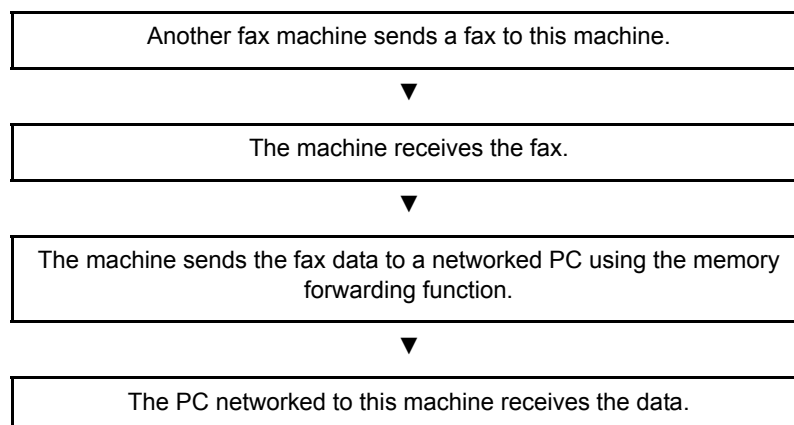 Another fax machine sends a fax to this machine.
▼
The machine receives the fax.
▼
The machine sends the fax data to a networked PC using the memory
forwarding function.
▼
The PC networked to this machine receives the data.